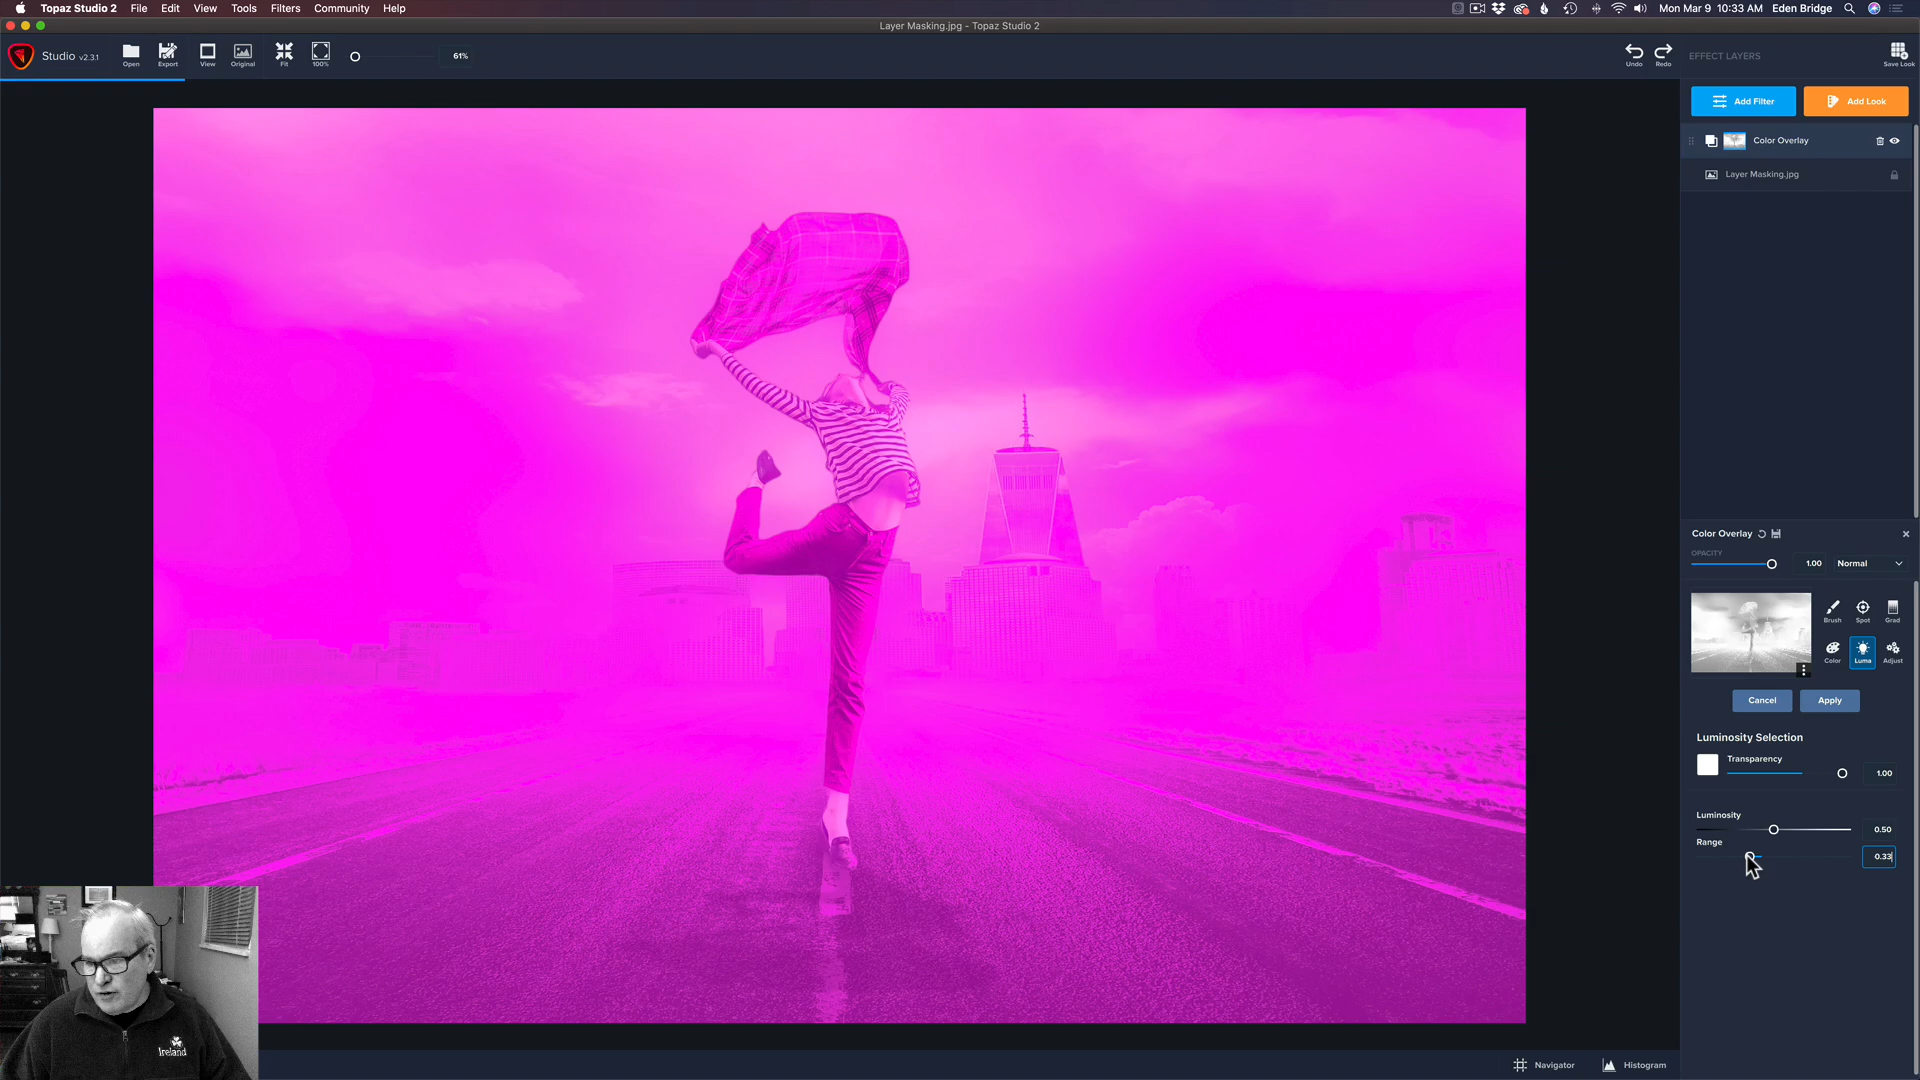 Topaz Studio 2 File Edit View Tools Filters Community Help
Mon Mar 9 10:33 AM Eden Bridge
Layer Masking.jpg - Topaz Studio 2
Studio v2.3.1
Open
Export
View
Original
Fit
100%
61%
Undo
Redo
EFFECT LAYERS
Save Look
Add Filter
Add Look
Color Overlay
Layer Masking.jpg
Color Overlay
OPACITY
1.00
Normal
Brush
Spot
Grad
Color
Luma
Adjust
Cancel
Apply
Luminosity Selection
Transparency
1.00
Luminosity
0.50
Range
0.33
Ireland
Navigator
Histogram